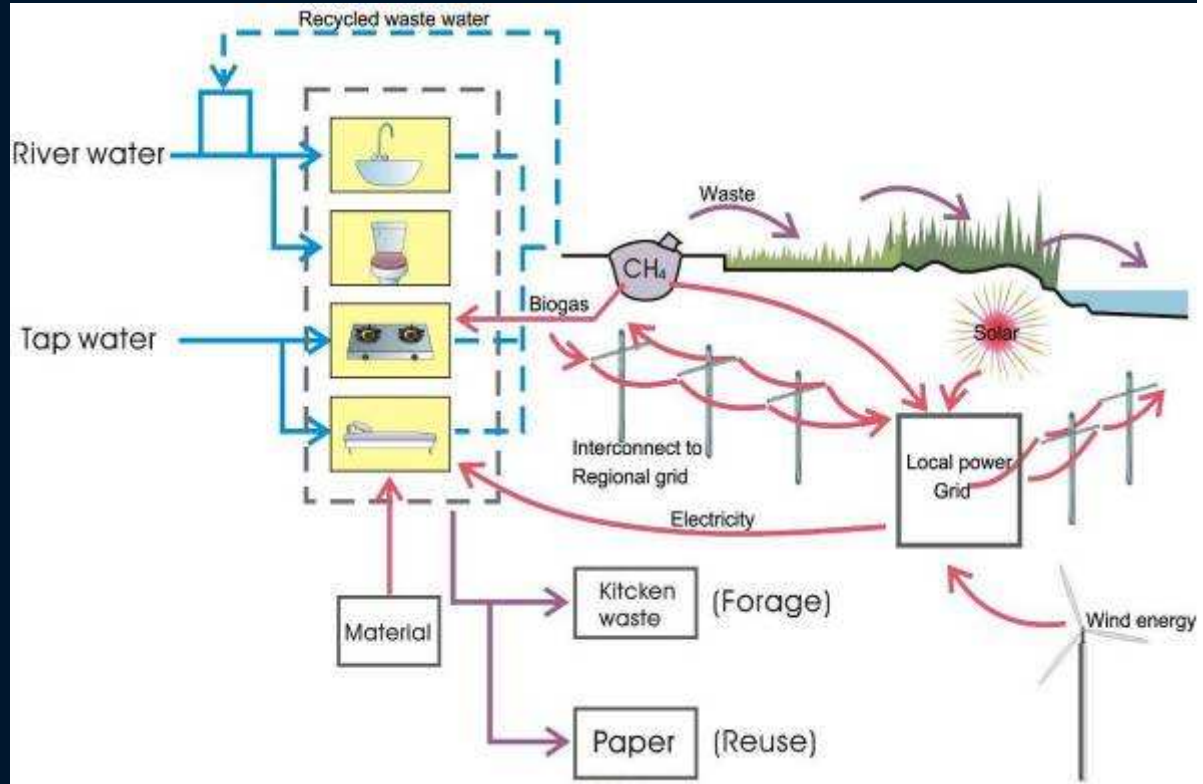 Recycled waste water
River water
Waste
CH₄
Biogas
Tap water
Solar
Interconnect to
Regional grid
Local power
Grid
Electricity
Material
Kitcken
waste
(Forage)
Wind energy
Paper
(Reuse)